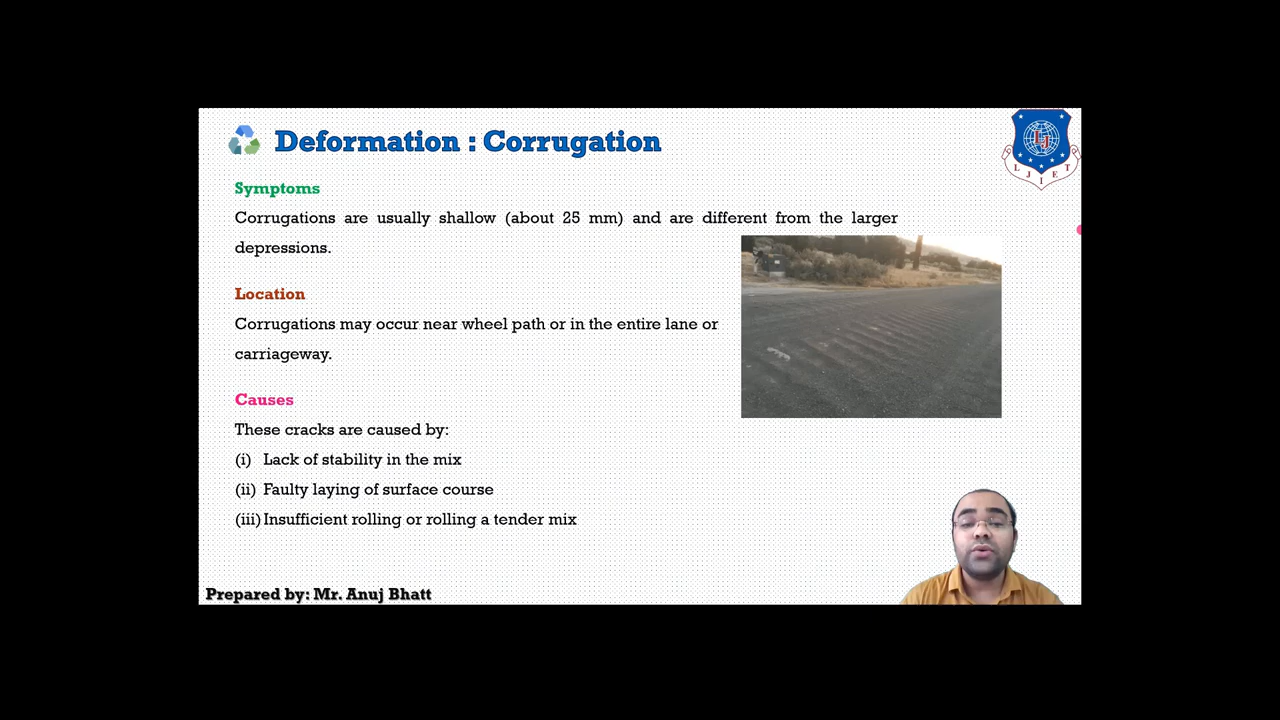 Deformation : Corrugation
LJ
LJIET
Symptoms
Corrugations are usually shallow (about 25 mm) and are different from the larger
depressions.
Location
Corrugations may occur near wheel path or in the entire lane or
carriageway.
Causes
These cracks are caused by:
(i) Lack of stability in the mix
(ii) Faulty laying of surface course
(iii) Insufficient rolling or rolling a tender mix
Prepared by: Mr. Anuj Bhatt